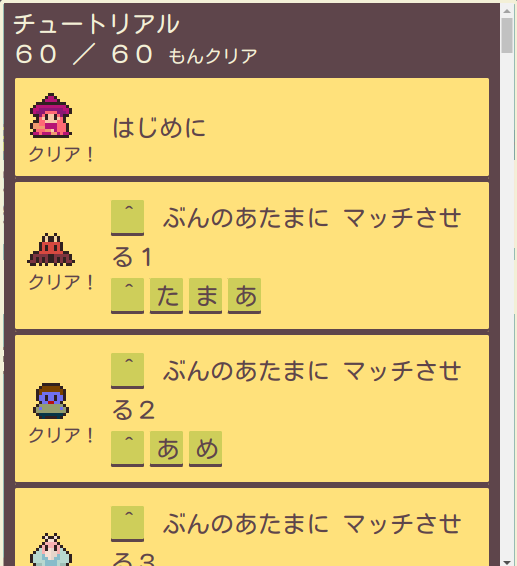 チュートリアル
６０ ／ ６０ もんクリア
はじめに
クリア！
＾ ぶんのあたまに マッチさせ
る１
クリア！
＾ た ま あ
＾ ぶんのあたまに マッチさせ
る２
クリア！
＾ あ め
＾ ぶんのあたまに マッチさせ
る３